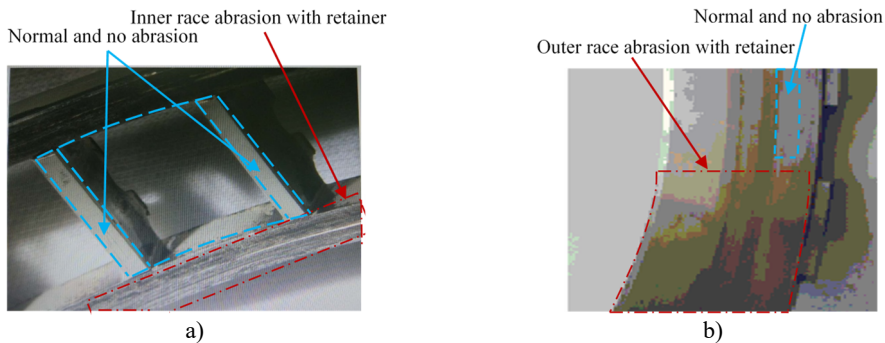 Inner race abrasion with retainer
Normal and no abrasion
a)
Normal and no abrasion
Outer race abrasion with retainer
b)